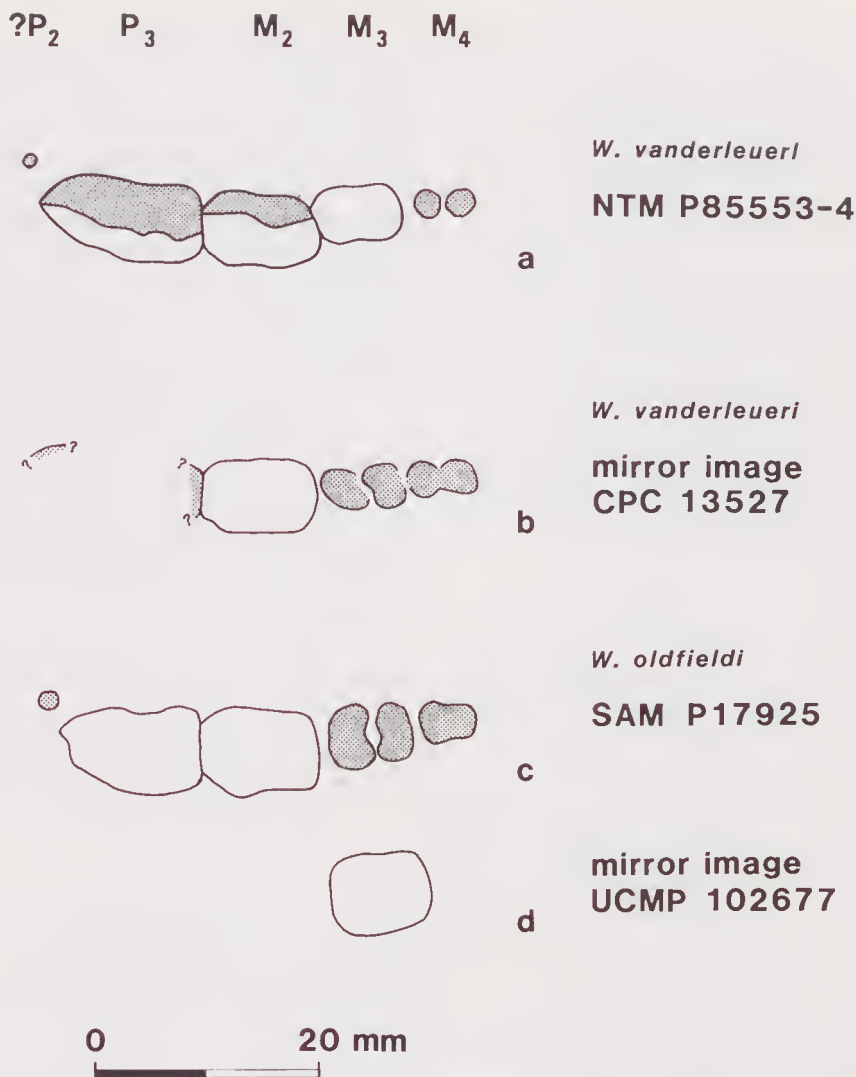 ?P2 P3 M2 M3 M4
W. vanderleuerl
NTM P85553-4
a
W. vanderleueri
? ?
?
mirror image
CPC 13527
?
b
W. oldfieldi
SAM P17925
c
mirror image
UCMP 102677
d
0 20 mm